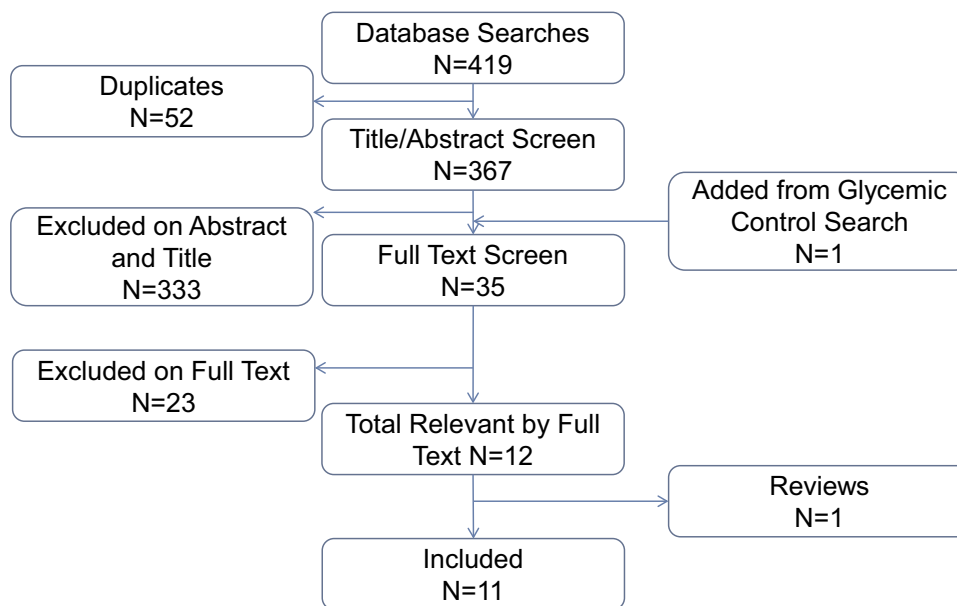 Database Searches
N=419
Duplicates
N=52
Title/Abstract Screen
N=367
Added from Glycemic
Control Search
N=1
Excluded on Abstract
and Title
N=333
Full Text Screen
N=35
Excluded on Full Text
N=23
Total Relevant by Full
Text N=12
Reviews
N=1
Included
N=11